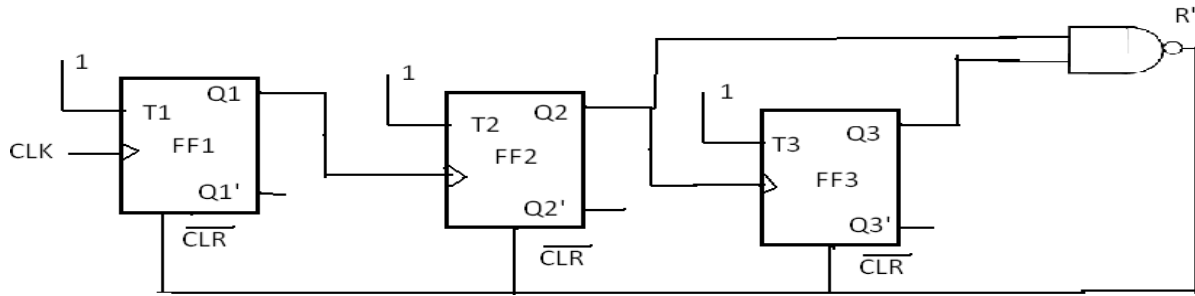 R'
1
1
1
T1
Q1
FF1
Q1'
CLR
CLK
T2
Q2
FF2
Q2'
CLR
T3
Q3
FF3
Q3'
CLR